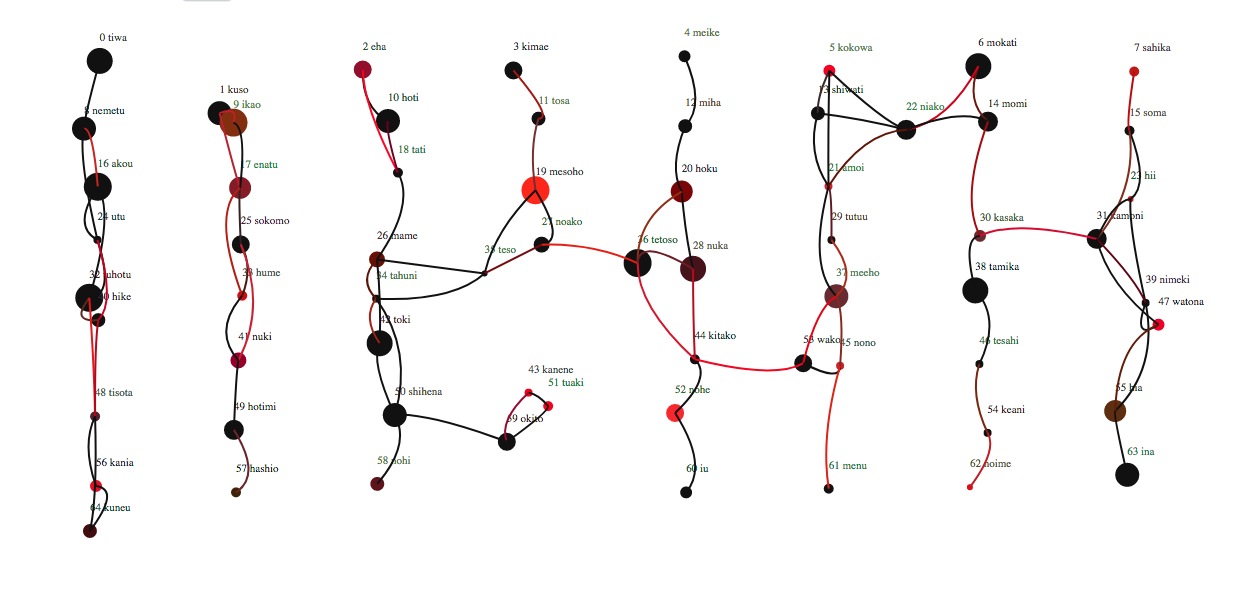 0 tiwa
1 kuso
2 eha
3 kimae
4 meike
5 kokowa
6 mokati
7 sahika
8 nemetu
9 ikao
10 hoti
11 tosa
12 miha
13 shiwati
14 momi
15 soma
16 akou
17 enatu
18 tati
19 mesoho
20 hoku
21 amoi
22 niako
23 hii
24 utu
25 sokomo
26 mame
27 noako
28 nuka
29 tutuu
30 kasaka
31 kamoni
33 hume
34 tahuni
35 teso
36 tetoso
37 meeho
38 tamika
39 nimeki
40 hike
41 nuki
42 toki
43 kanene
44 kitako
45 nono
46 tesahi
47 watona
48 tisota
49 hotimi
50 shihena
51 tuaki
52 nohe
53 wako
54 keani
55 hia
56 kania
57 hashio
59 okito
60 iu
61 menu
63 ina
64 kuneu